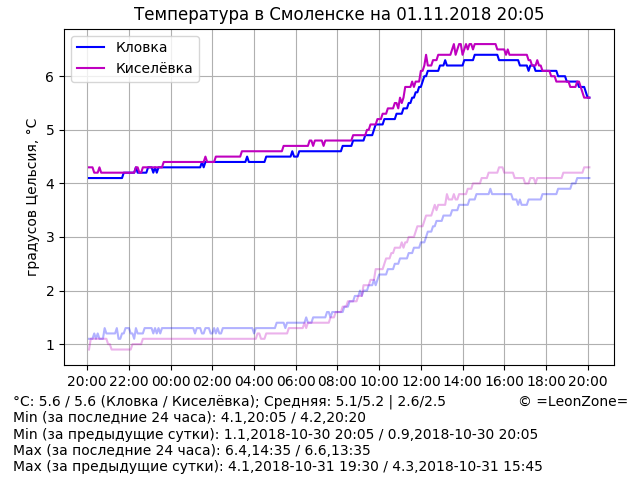 Температура в Смоленске на 01.11.2018 20:05
Кловка
Киселёвка
градусов Цельсия, °C
6
5
4
3
2
1
20:00 22:00 00:00 02:00 04:00 06:00 08:00 10:00 12:00 14:00 16:00 18:00 20:00
°C: 5.6 / 5.6 (Кловка / Киселёвка); Средняя: 5.1/5.2 | 2.6/2.5 © =LeonZone=
Min (за последние 24 часа): 4.1,20:05 / 4.2,20:20
Min (за предыдущие сутки): 1.1,2018-10-30 20:05 / 0.9,2018-10-30 20:05
Max (за последние 24 часа): 6.4,14:35 / 6.6,13:35
Max (за предыдущие сутки): 4.1,2018-10-31 19:30 / 4.3,2018-10-31 15:45